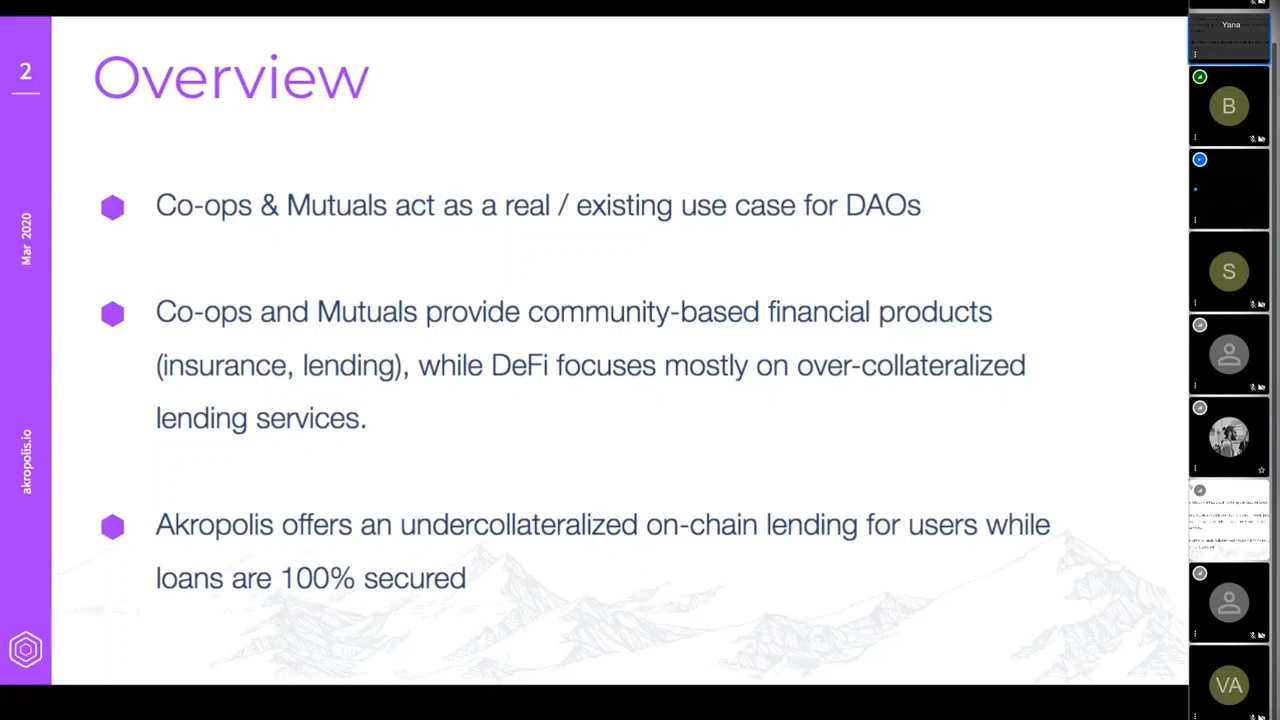 2
Overview
Mar 2020
akropolis.io
Co-ops & Mutuals act as a real / existing use case for DAOs
Co-ops and Mutuals provide community-based financial products
(insurance, lending), while DeFi focuses mostly on over-collateralized
lending services.
Akropolis offers an undercollateralized on-chain lending for users while
loans are 100% secured
Yana
B
S
VA